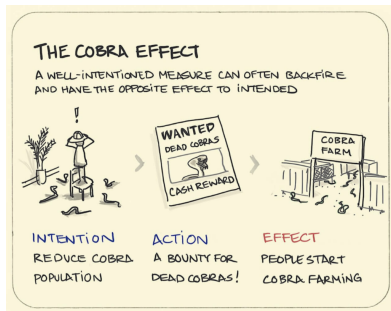 THE COBRA EFFECT
A WELL-INTENTIONED MEASURE CAN OFTEN BACKFIRE
AND HAVE THE OPPOSITE EFFECT TO INTENDED
!
WANTED
DEAD COBRAS
CASH REWARD
COBRA
FARM
INTENTION
REDUCE COBRA
POPULATION
ACTION
A BOUNTY FOR
DEAD COBRAS!
EFFECT
PEOPLE START
COBRA FARMING